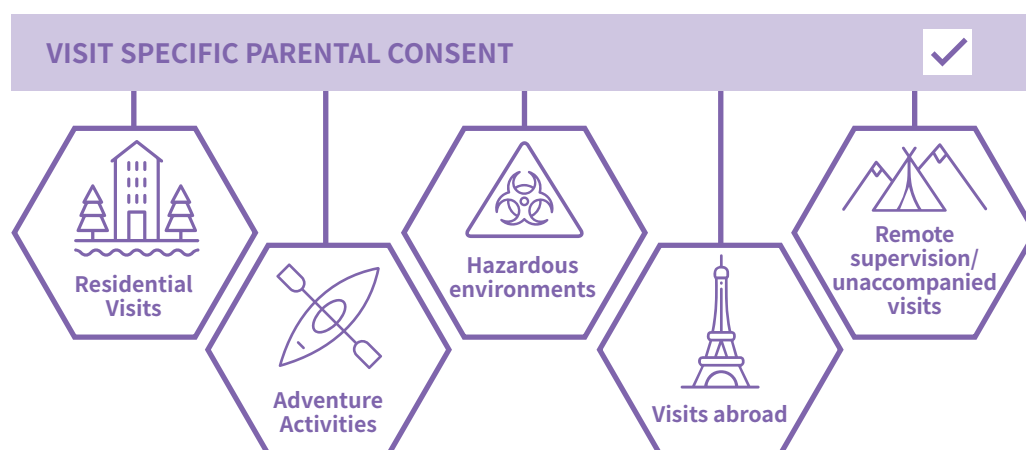 VISIT SPECIFIC PARENTAL CONSENT
Residential
Visits
Adventure
Activities
Hazardous
environments
Visits abroad
Remote
supervision/
unaccompanied
visits